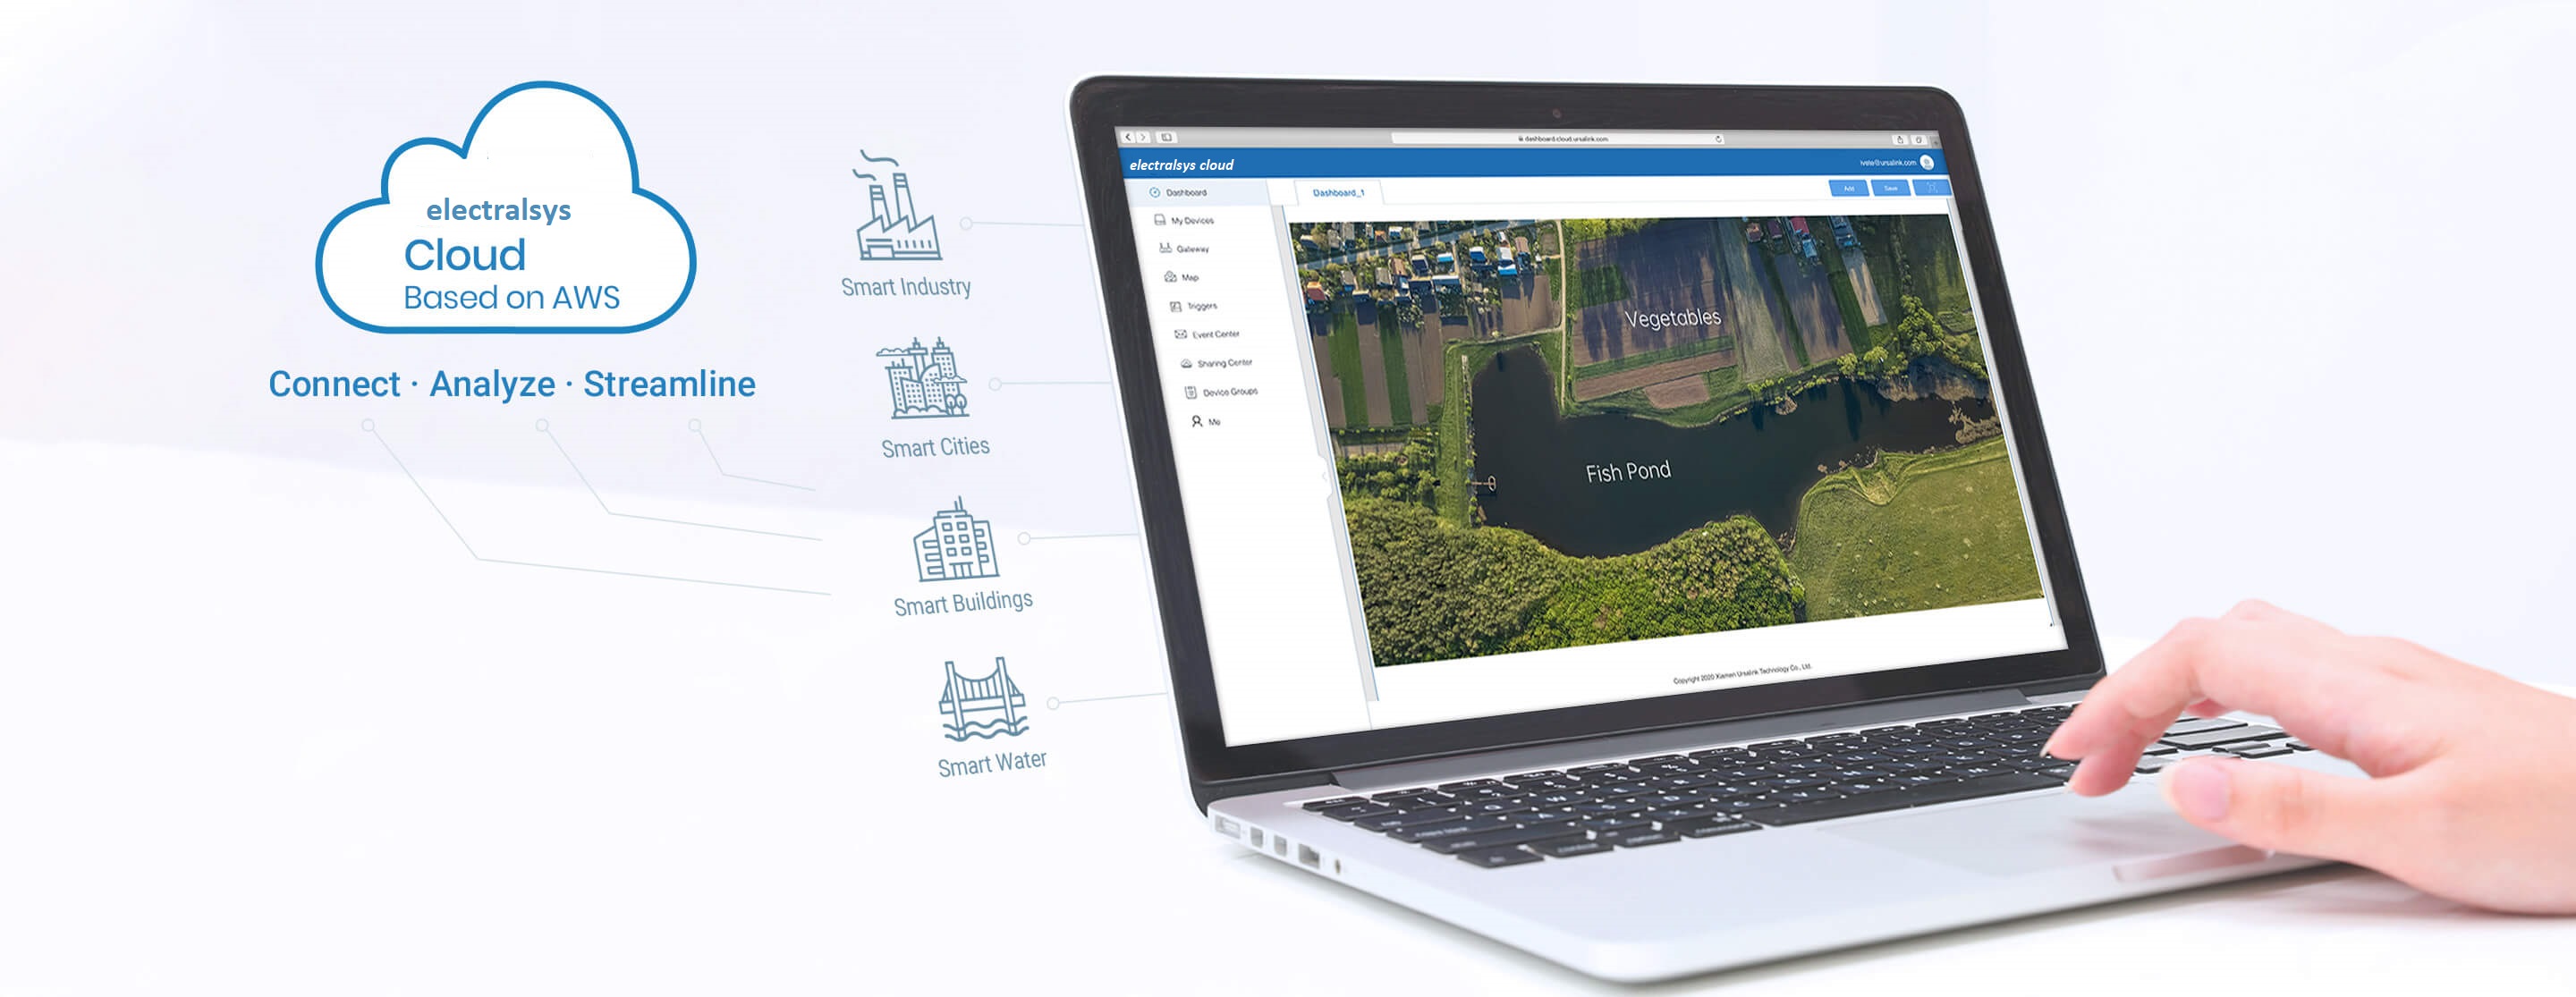 electralsys
Cloud
Based on AWS
Connect · Analyze · Streamline
Smart Industry
Smart Cities
Smart Buildings
Smart Water
dashboard.cloud.ursalink.com
electralsys cloud
ivete@ursalink.com
Dashboard
My Devices
Gateway
Map
Triggers
Event Center
Sharing Center
Device Groups
Me
Dashboard_1
Add
Save
Vegetables
Fish Pond
Copyright 2020 Xiamen Ursalink Technology Co., Ltd.